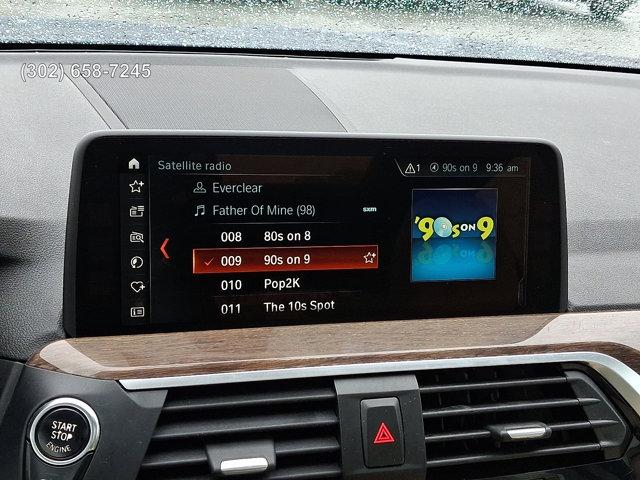 (302) 658-7245
Satellite radio
1 90s on 9 9:36 am
Everclear
Father Of Mine (98) sxm
008 80s on 8
009 90s on 9
010 Pop2K
011 The 10s Spot
'90s ON 9
START
STOP
ENGINE